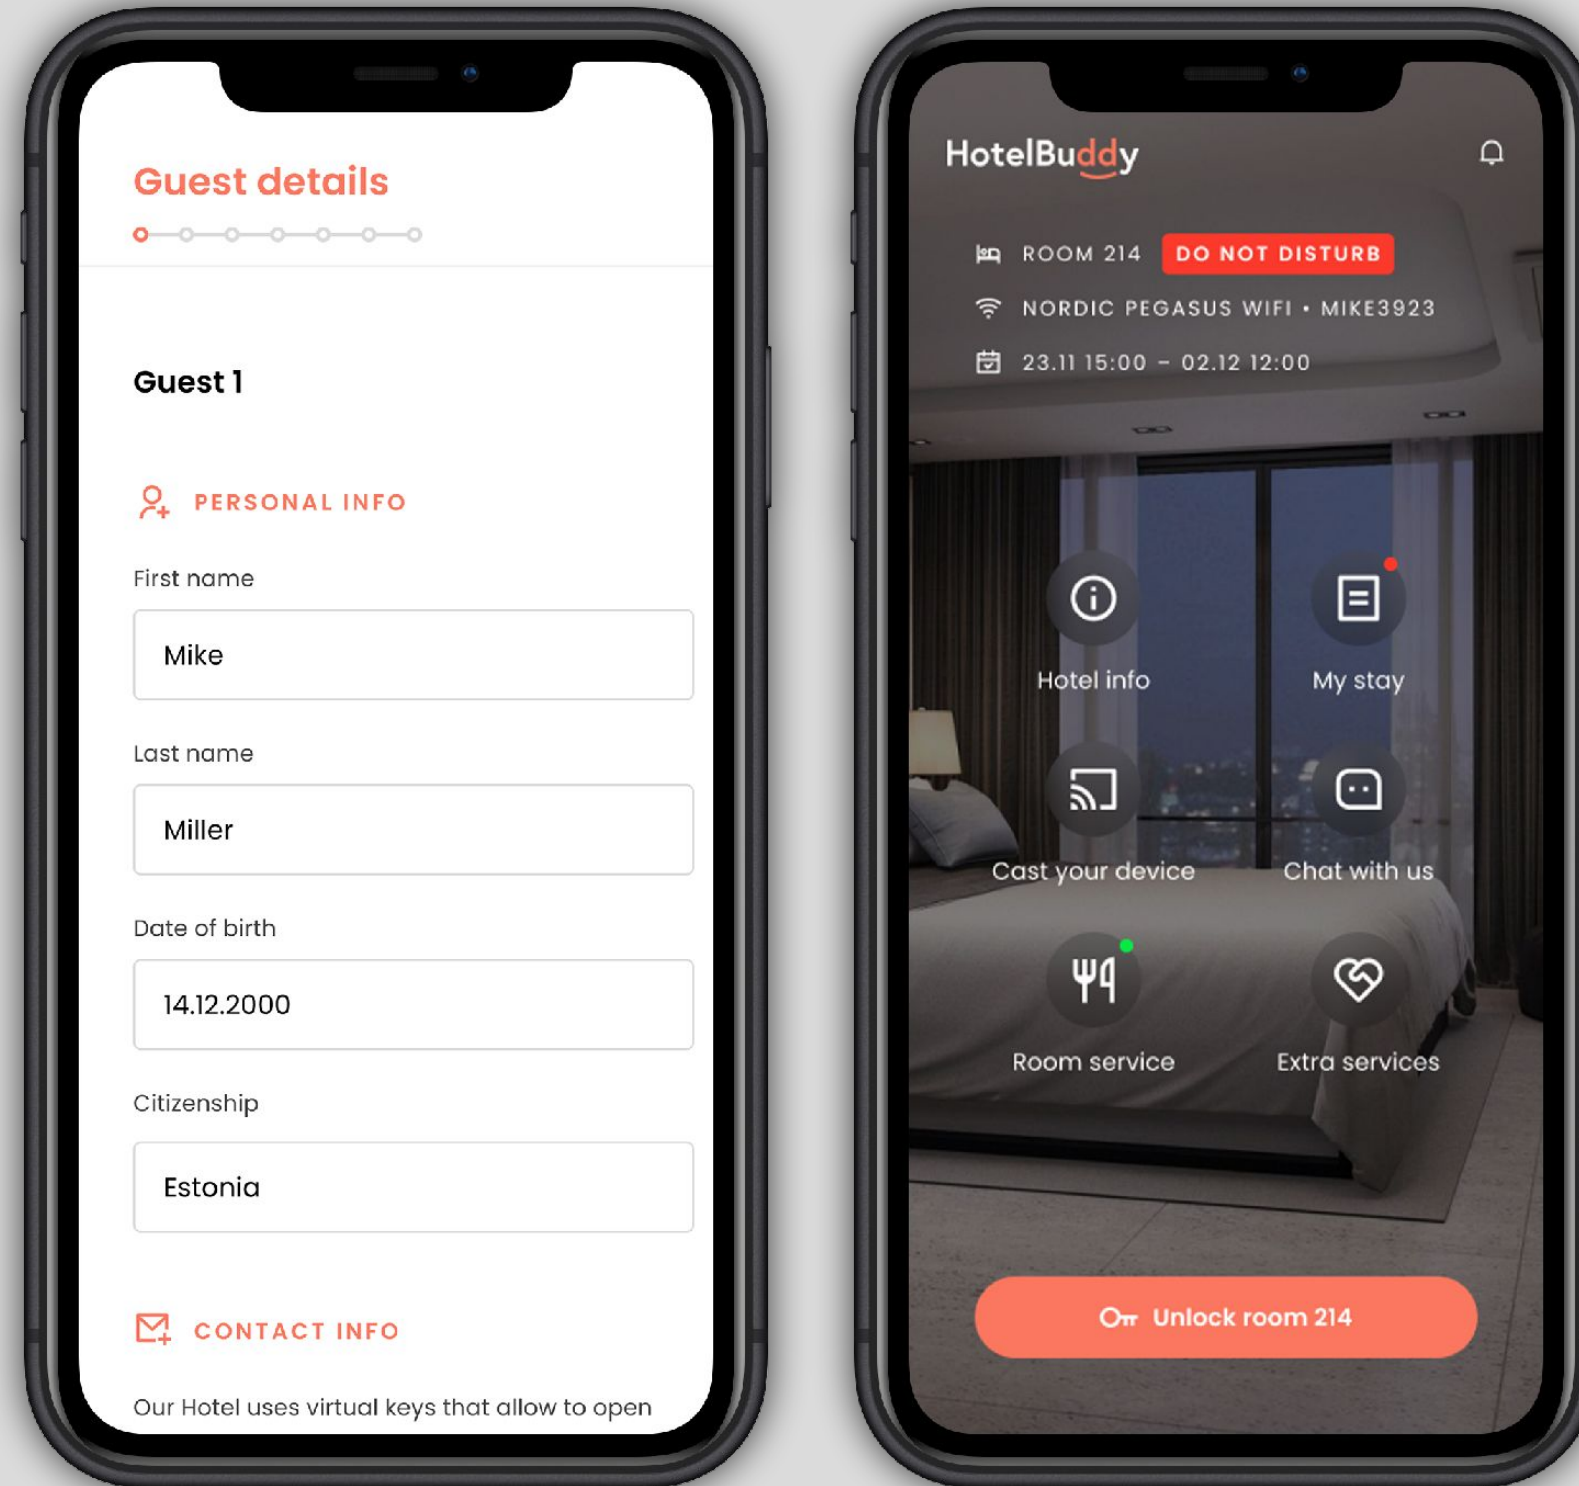 Guest details
Guest 1
PERSONAL INFO
First name
Mike
Last name
Miller
Date of birth
14.12.2000
Citizenship
Estonia
CONTACT INFO
Our Hotel uses virtual keys that allow to open
HotelBuddy
ROOM 214 DO NOT DISTURB
NORDIC PEGASUS WIFI • MIKE3923
23.11 15:00 – 02.12 12:00
Hotel info
My stay
Cast your device
Chat with us
Room service
Extra services
Unlock room 214